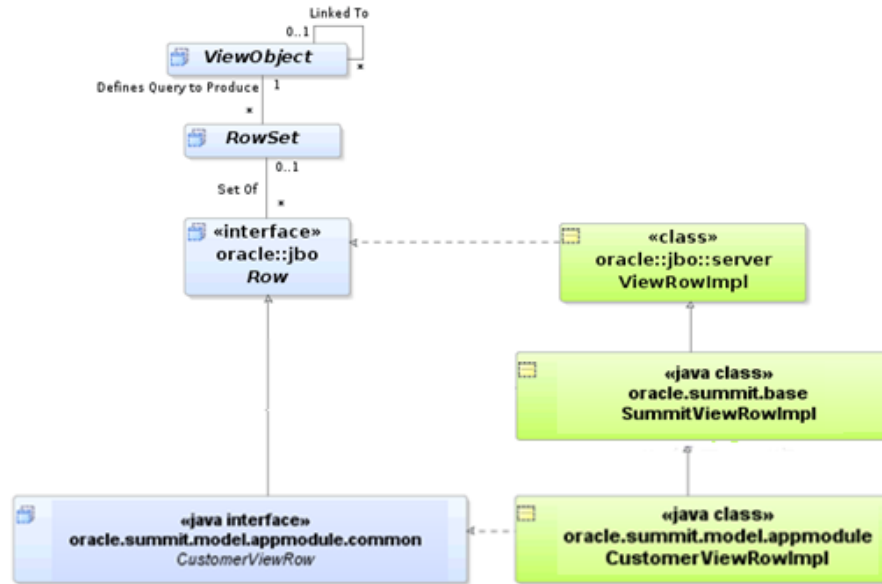 Linked To
0..1
ViewObject
*
Defines Query to Produce
1
*
RowSet
0..1
Set Of
*
«interface»
oracle::jbo
Row
«class»
oracle::jbo::server
ViewRowImpl
«java class»
oracle.summit.base
SummitViewRowImpl
«java interface»
oracle.summit.model.appmodule.common
CustomerViewRow
«java class»
oracle.summit.model.appmodule
CustomerViewRowImpl